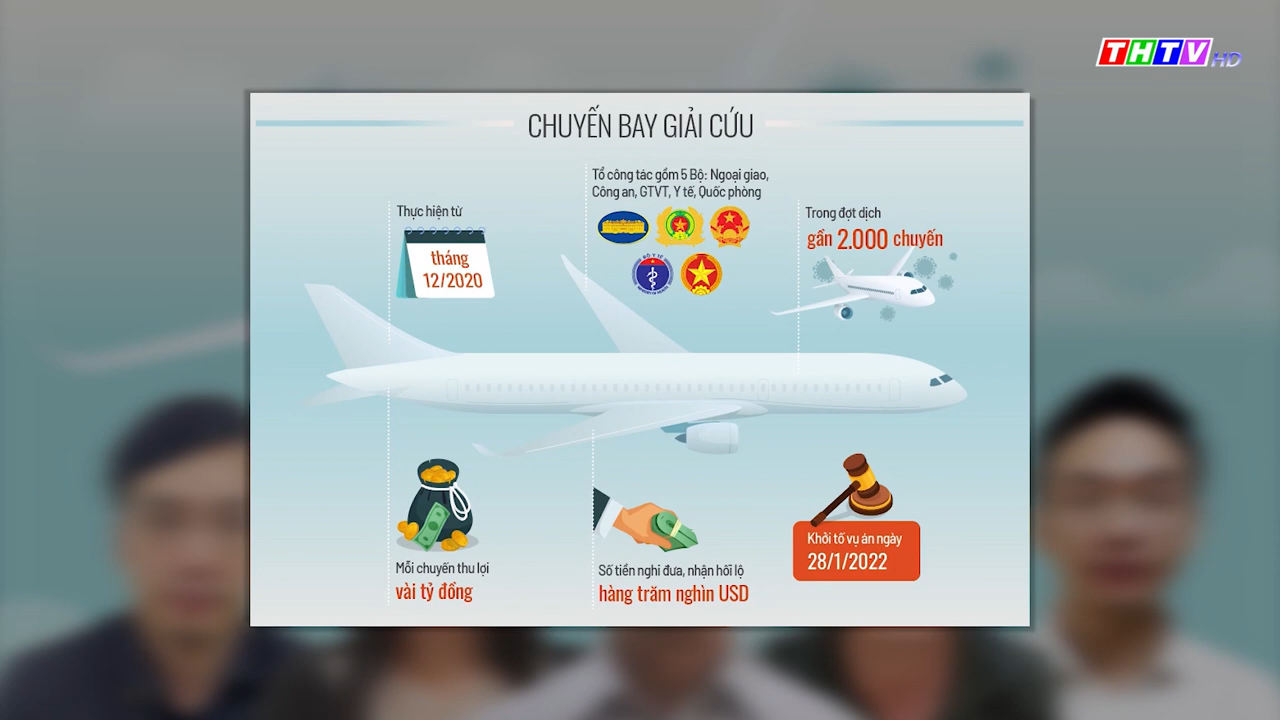 THTV HD
CHUYẾN BAY GIẢI CỨU
Thực hiện từ
tháng
12/2020
Tổ công tác gồm 5 Bộ: Ngoại giao,
Công an, GTVT, Y tế, Quốc phòng
BỘ Y TẾ
Trong đợt dịch
gần 2.000 chuyến
Mỗi chuyến thu lợi
vài tỷ đồng
Số tiền nghi đưa, nhận hối lộ
hàng trăm nghìn USD
Khởi tố vụ án ngày
28/1/2022